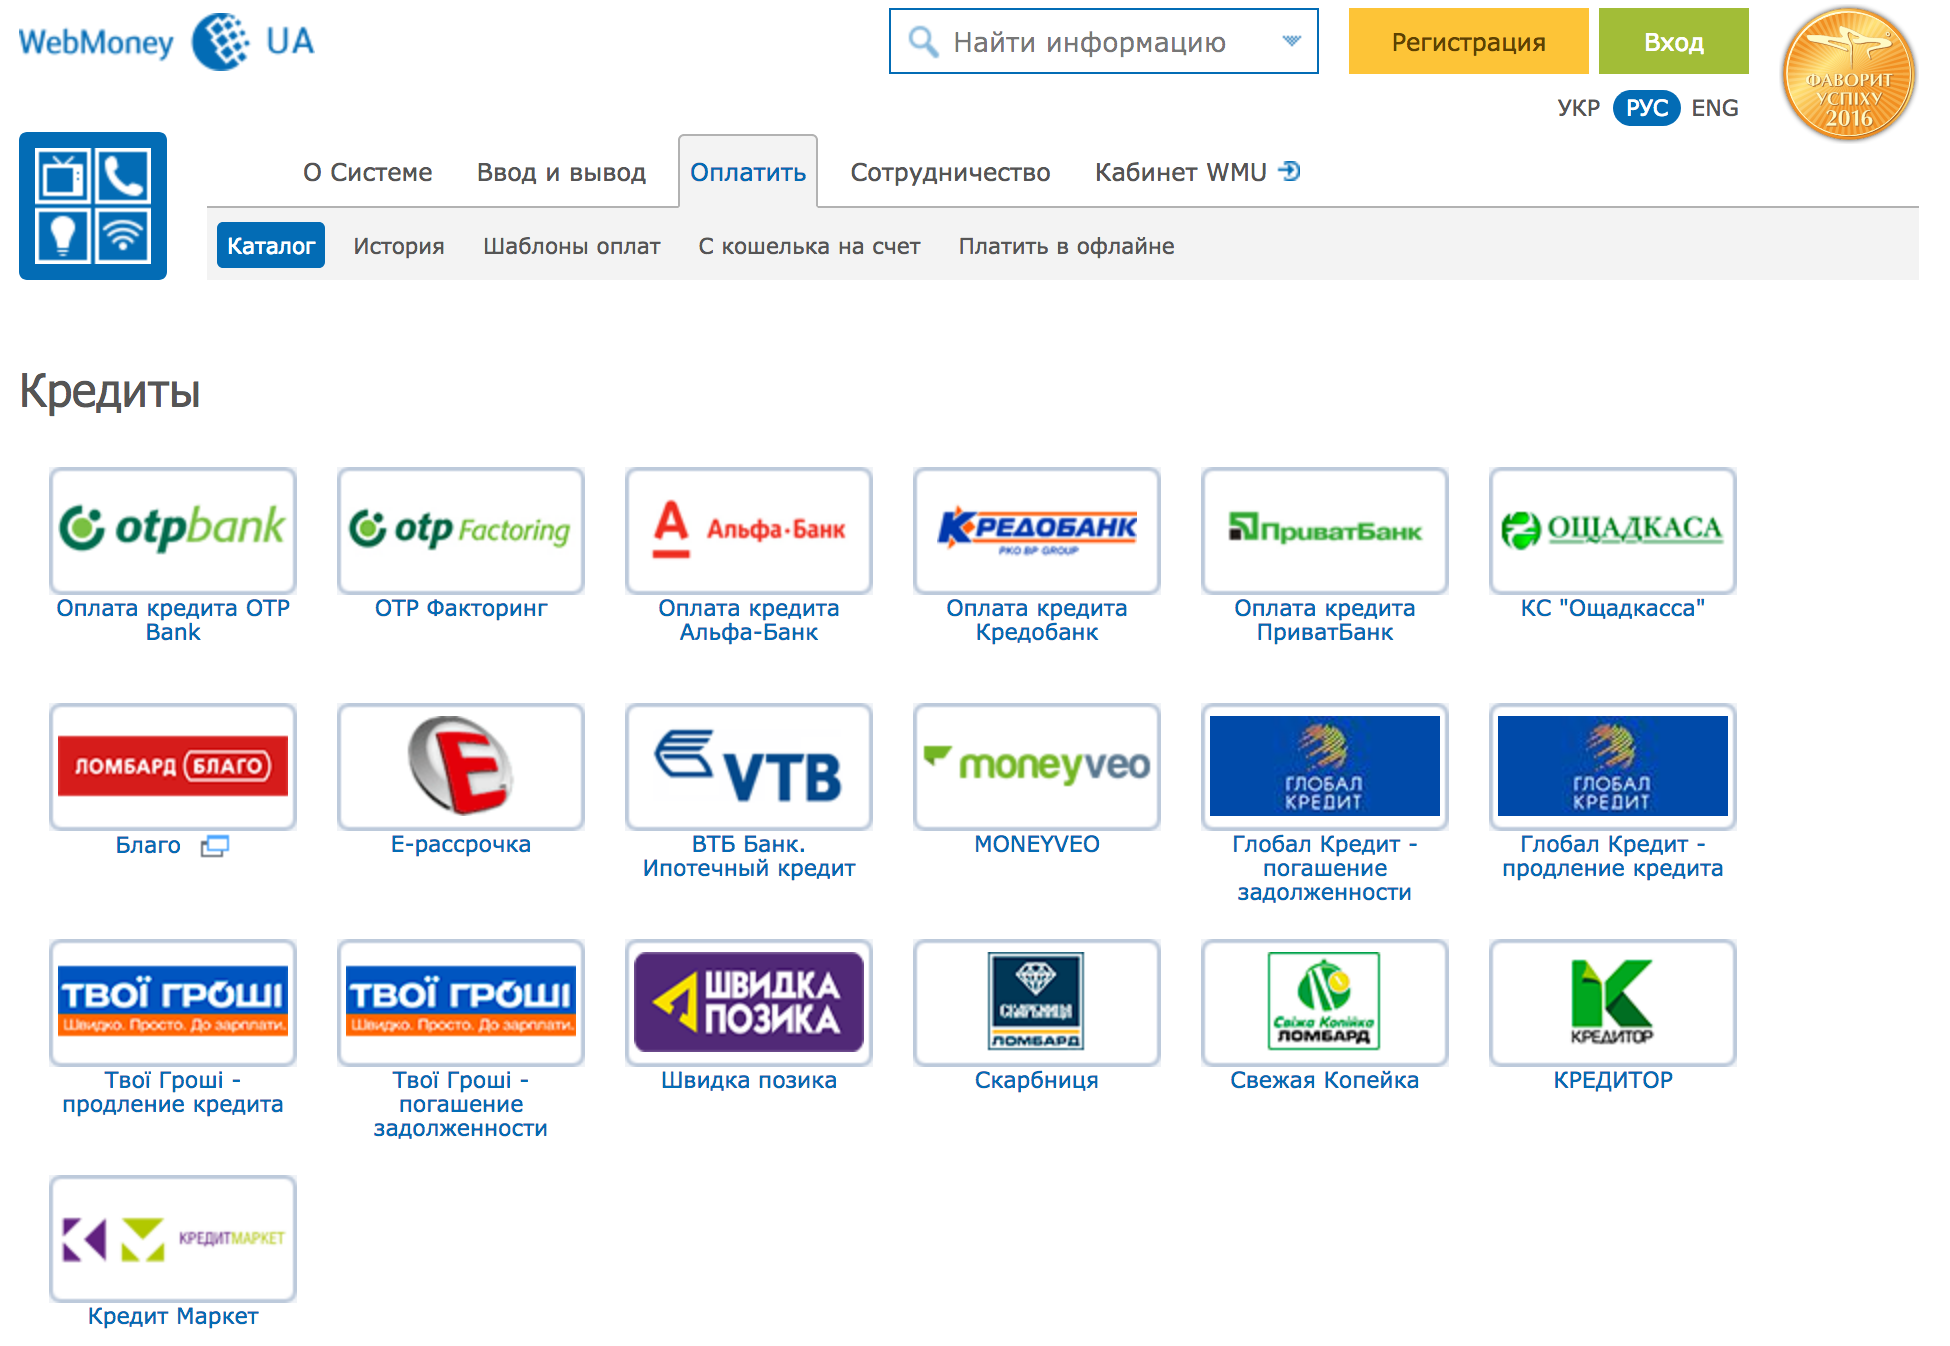 WebMoney UA
Найти информацию
Регистрация
Вход
ФАВОРИТ
УСПІХУ
2016
УКР РУС ENG
О Системе Ввод и вывод Оплатить Сотрудничество Кабинет WMU
Каталог История Шаблоны оплат С кошелька на счет Платить в офлайне
Кредиты
otpbank
Оплата кредита OTP
Bank
otp Factoring
ОТР Факторинг
А
Альфа·Банк
Оплата кредита
Альфа-Банк
КРЕДОБАНК
PKO BP GROUP
Оплата кредита
Кредобанк
ПриватБанк
Оплата кредита
ПриватБанк
ОЩАДКАСА
КС "Ощадкасса"
ЛОМБАРД БЛАГО
Благо
Е
Е-рассрочка
VTB
ВТБ Банк.
Ипотечный кредит
moneyveo
MONEYVEO
ГЛОБАЛ
КРЕДИТ
Глобал Кредит -
погашение
задолженности
ГЛОБАЛ
КРЕДИТ
Глобал Кредит -
продление кредита
ТВОЇ ГРОШІ
Швидко. Просто. До зарплати.
Твої Гроші -
продление кредита
ТВОЇ ГРОШІ
Швидко. Просто. До зарплати.
Твої Гроші -
погашение
задолженности
ШВИДКА
ПОЗИКА
Швидка позика
СКАРБНИЦЯ
ЛОМБАРД
Скарбниця
Свіжа Копійка
ЛОМБАРД
Свежая Копейка
К
КРЕДИТОР
КРЕДИТОР
КРЕДИТМАРКЕТ
Кредит Маркет